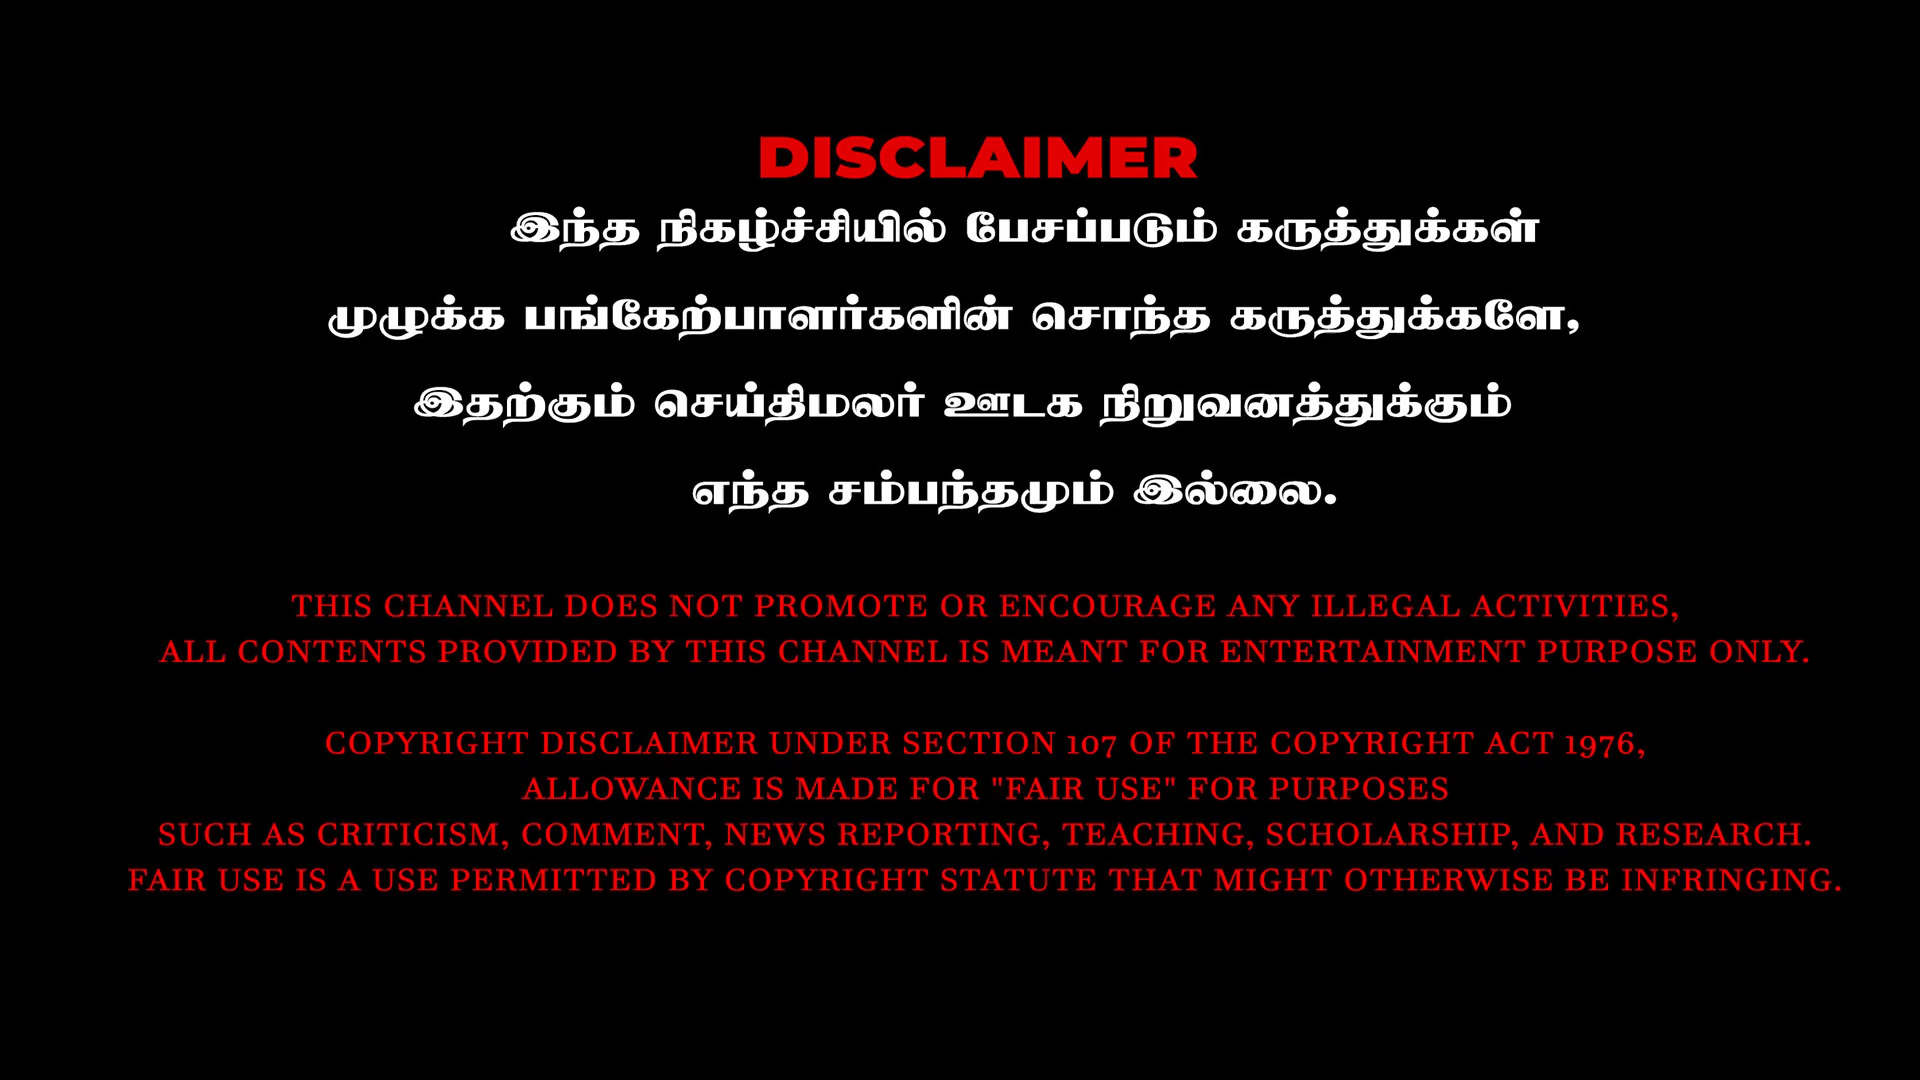 DISCLAIMER
இந்த நிகழ்ச்சியில் பேசப்படும் கருத்துக்கள்
முழுக்க பங்கேற்பாளர்களின் சொந்த கருத்துக்களே,
இதற்கும் செய்திமலர் ஊடக நிறுவனத்துக்கும்
எந்த சம்பந்தமும் இல்லை.
THIS CHANNEL DOES NOT PROMOTE OR ENCOURAGE ANY ILLEGAL ACTIVITIES,
ALL CONTENTS PROVIDED BY THIS CHANNEL IS MEANT FOR ENTERTAINMENT PURPOSE ONLY.
COPYRIGHT DISCLAIMER UNDER SECTION 107 OF THE COPYRIGHT ACT 1976,
ALLOWANCE IS MADE FOR "FAIR USE" FOR PURPOSES
SUCH AS CRITICISM, COMMENT, NEWS REPORTING, TEACHING, SCHOLARSHIP, AND RESEARCH.
FAIR USE IS A USE PERMITTED BY COPYRIGHT STATUTE THAT MIGHT OTHERWISE BE INFRINGING.